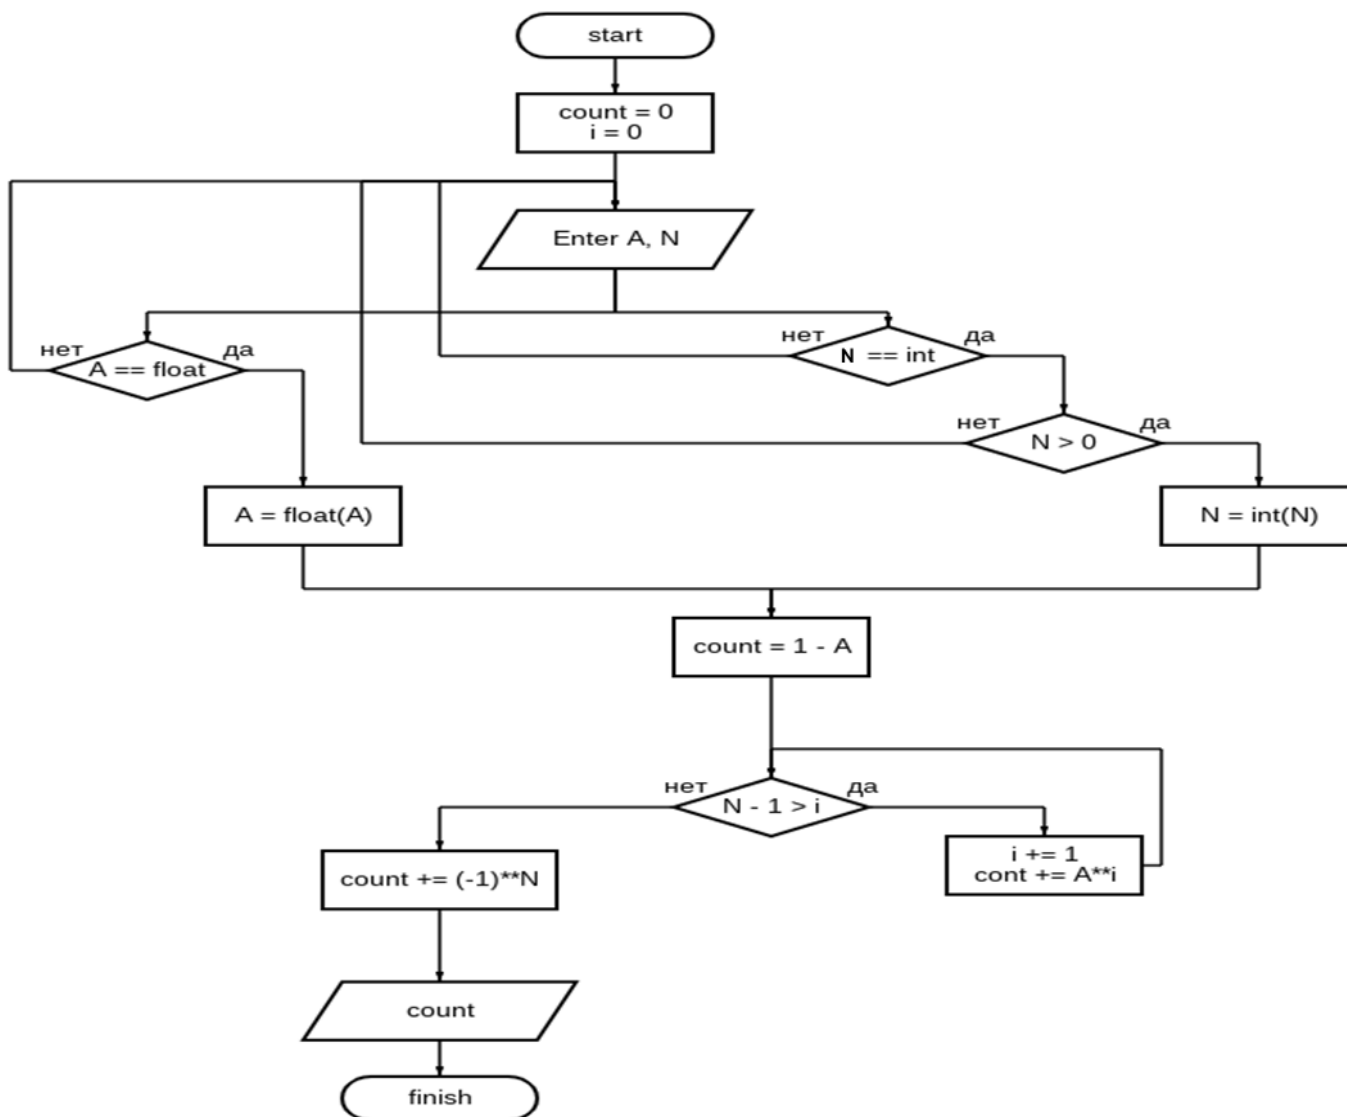 start
count = 0
i = 0
Enter A, N
нет
да
N == int
нет
да
A == float
нет
да
N > 0
A = float(A)
N = int(N)
count = 1 - A
нет
да
N - 1 > i
i += 1
cont += A**i
count += (-1)**N
count
finish